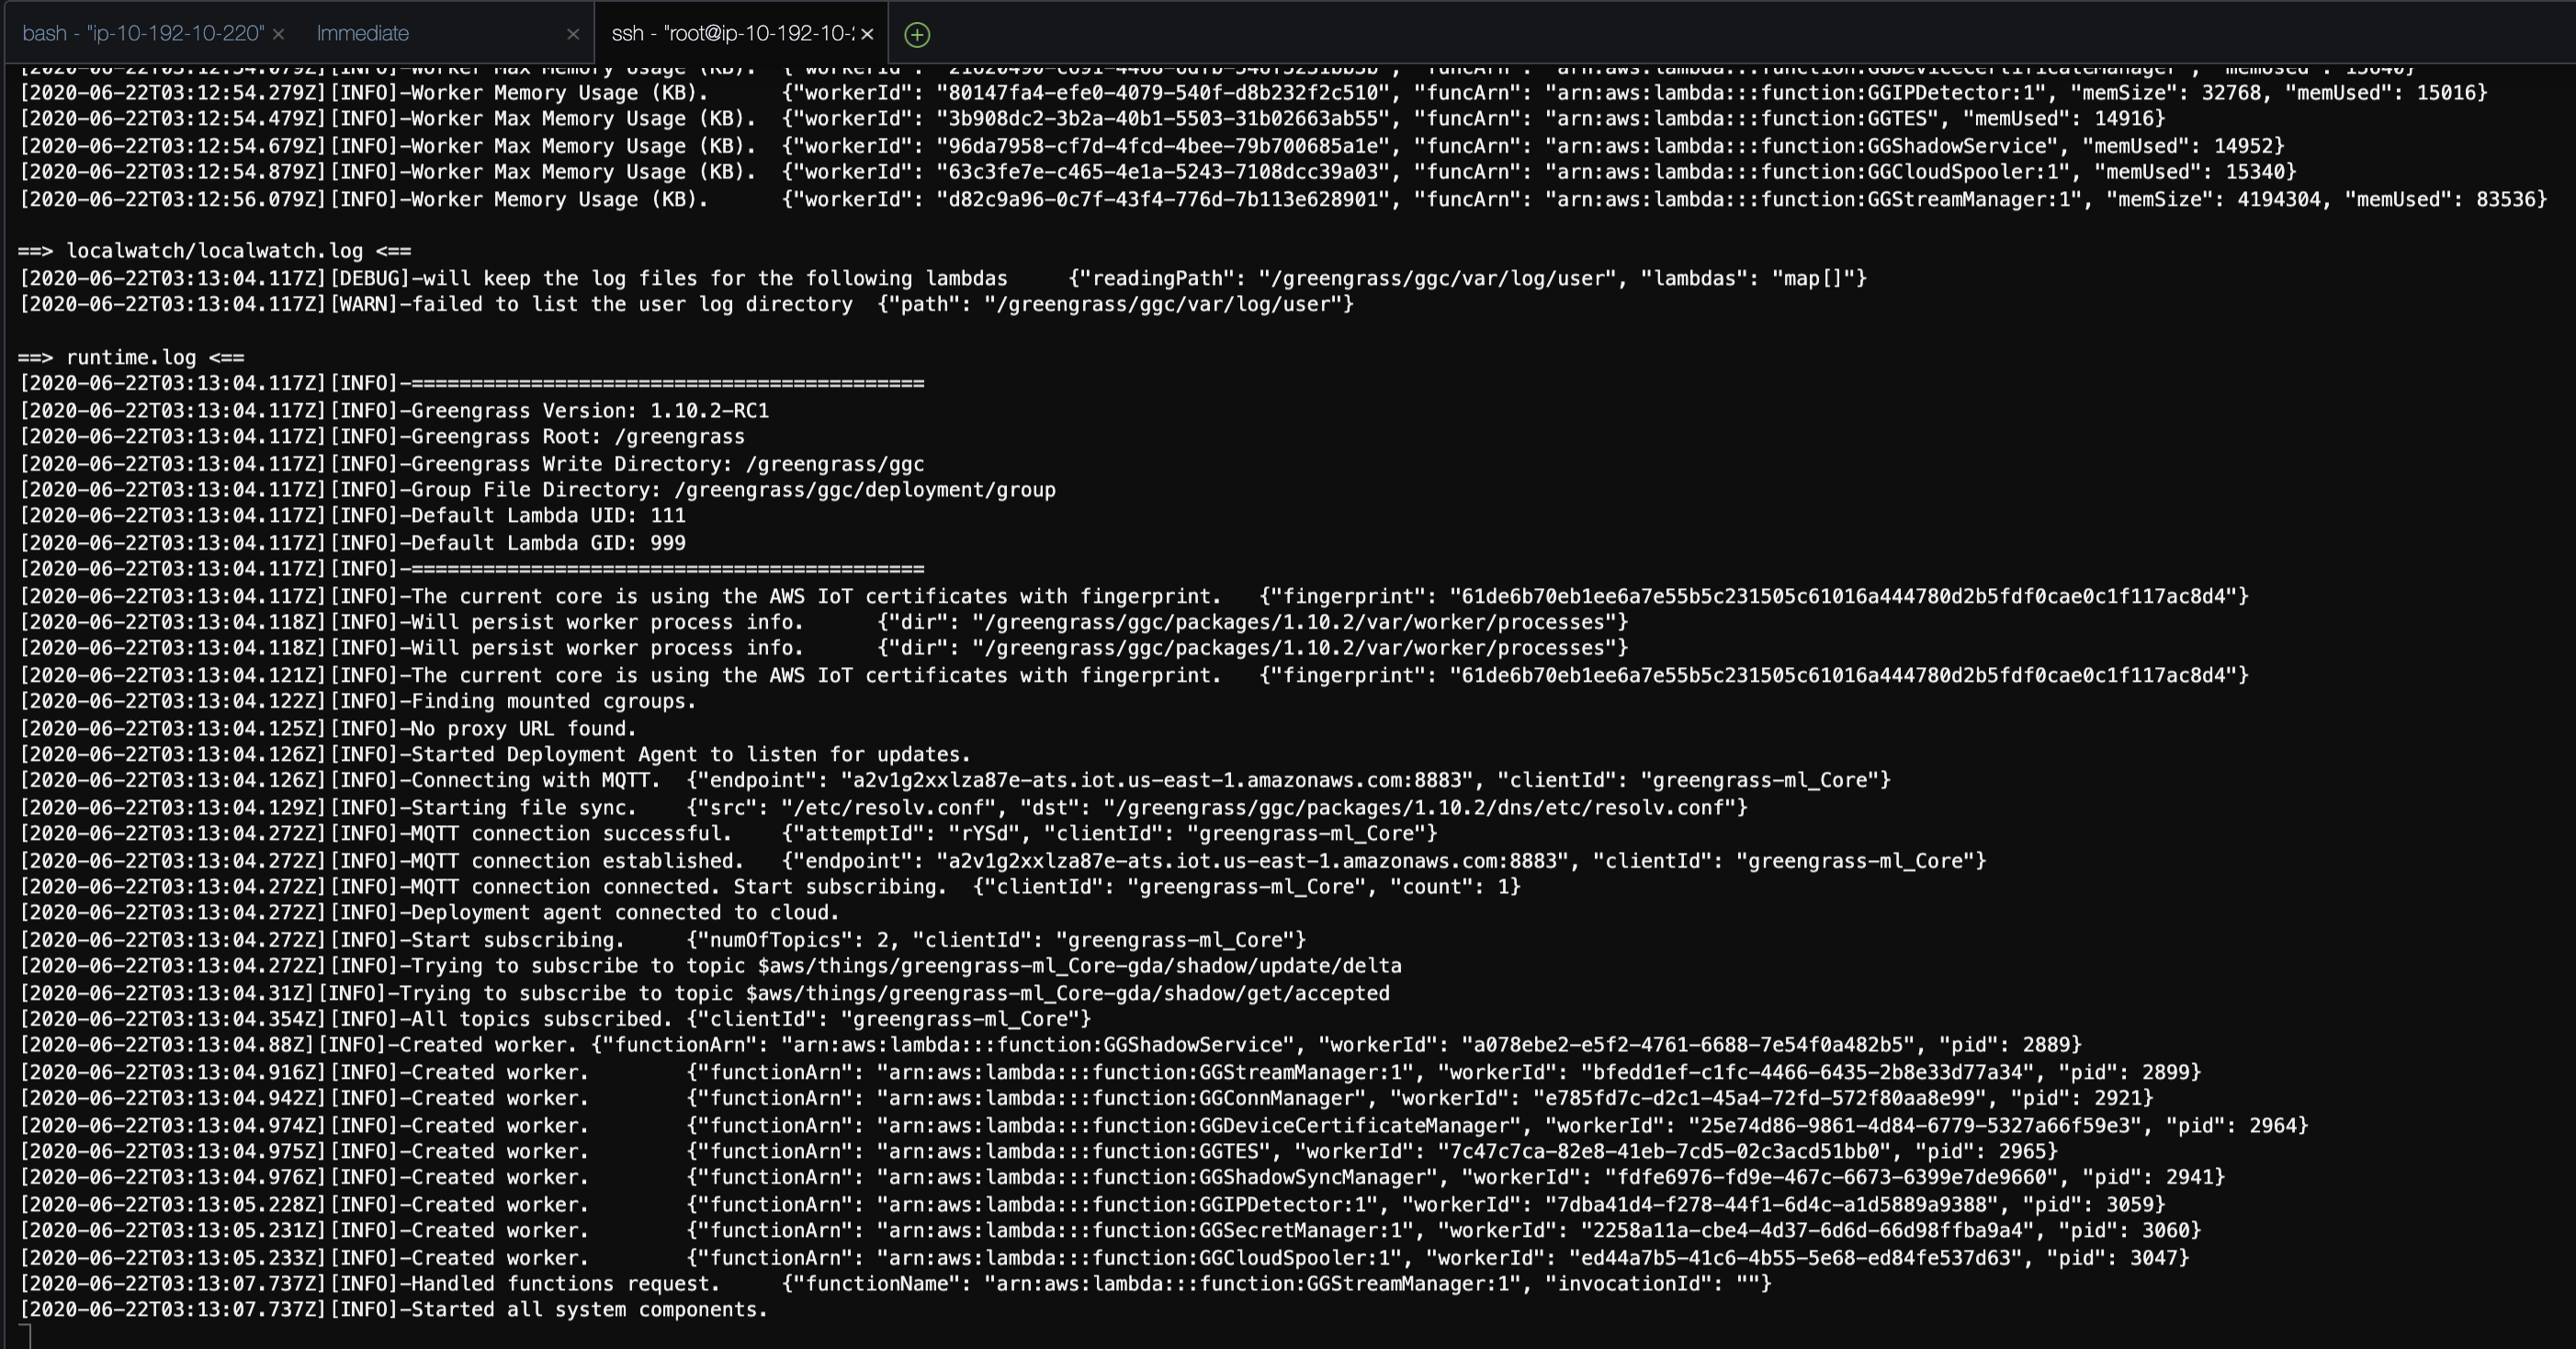 bash - "ip-10-192-10-220" × Immediate × ssh - "root@ip-10-192-10-2 ×
[2020-06-22T03:12:54.079Z][INFO]-Worker Max Memory Usage (KB). {"workerId": "funcArn": "arn:aws:lambda:::function:GGDeviceCertificateManager", "memUsed": 15640}
[2020-06-22T03:12:54.279Z][INFO]-Worker Memory Usage (KB). {"workerId": "80147fa4-efe0-4079-540f-d8b232f2c510", "funcArn": "arn:aws:lambda:::function:GGIPDetector:1", "memSize": 32768, "memUsed": 15016}
[2020-06-22T03:12:54.479Z][INFO]-Worker Max Memory Usage (KB). {"workerId": "3b908dc2-3b2a-40b1-5503-31b02663ab55", "funcArn": "arn:aws:lambda:::function:GGTES", "memUsed": 14916}
[2020-06-22T03:12:54.679Z][INFO]-Worker Max Memory Usage (KB). {"workerId": "96da7958-cf7d-4fcd-4bee-79b700685a1e", "funcArn": "arn:aws:lambda:::function:GGShadowService", "memUsed": 14952}
[2020-06-22T03:12:54.879Z][INFO]-Worker Max Memory Usage (KB). {"workerId": "63c3fe7e-c465-4e1a-5243-7108dcc39a03", "funcArn": "arn:aws:lambda:::function:GGCloudSpooler:1", "memUsed": 15340}
[2020-06-22T03:12:56.079Z][INFO]-Worker Memory Usage (KB). {"workerId": "d82c9a96-0c7f-43f4-776d-7b113e628901", "funcArn": "arn:aws:lambda:::function:GGStreamManager:1", "memSize": 4194304, "memUsed": 83536}
==> localwatch/localwatch.log <==
[2020-06-22T03:13:04.117Z][DEBUG]-will keep the log files for the following lambdas {"readingPath": "/greengrass/ggc/var/log/user", "lambdas": "map[]"}
[2020-06-22T03:13:04.117Z][WARN]-failed to list the user log directory {"path": "/greengrass/ggc/var/log/user"}
==> runtime.log <==
[2020-06-22T03:13:04.117Z][INFO]-===========================================
[2020-06-22T03:13:04.117Z][INFO]-Greengrass Version: 1.10.2-RC1
[2020-06-22T03:13:04.117Z][INFO]-Greengrass Root: /greengrass
[2020-06-22T03:13:04.117Z][INFO]-Greengrass Write Directory: /greengrass/ggc
[2020-06-22T03:13:04.117Z][INFO]-Group File Directory: /greengrass/ggc/deployment/group
[2020-06-22T03:13:04.117Z][INFO]-Default Lambda UID: 111
[2020-06-22T03:13:04.117Z][INFO]-Default Lambda GID: 999
[2020-06-22T03:13:04.117Z][INFO]-===========================================
[2020-06-22T03:13:04.117Z][INFO]-The current core is using the AWS IoT certificates with fingerprint. {"fingerprint": "61de6b70eb1ee6a7e55b5c231505c61016a444780d2b5fdf0cae0c1f117ac8d4"}
[2020-06-22T03:13:04.118Z][INFO]-Will persist worker process info. {"dir": "/greengrass/ggc/packages/1.10.2/var/worker/processes"}
[2020-06-22T03:13:04.118Z][INFO]-Will persist worker process info. {"dir": "/greengrass/ggc/packages/1.10.2/var/worker/processes"}
[2020-06-22T03:13:04.121Z][INFO]-The current core is using the AWS IoT certificates with fingerprint. {"fingerprint": "61de6b70eb1ee6a7e55b5c231505c61016a444780d2b5fdf0cae0c1f117ac8d4"}
[2020-06-22T03:13:04.122Z][INFO]-Finding mounted cgroups.
[2020-06-22T03:13:04.125Z][INFO]-No proxy URL found.
[2020-06-22T03:13:04.126Z][INFO]-Started Deployment Agent to listen for updates.
[2020-06-22T03:13:04.126Z][INFO]-Connecting with MQTT. {"endpoint": "a2v1g2xxlza87e-ats.iot.us-east-1.amazonaws.com:8883", "clientId": "greengrass-ml_Core"}
[2020-06-22T03:13:04.129Z][INFO]-Starting file sync. {"src": "/etc/resolv.conf", "dst": "/greengrass/ggc/packages/1.10.2/dns/etc/resolv.conf"}
[2020-06-22T03:13:04.272Z][INFO]-MQTT connection successful. {"attemptId": "rYSd", "clientId": "greengrass-ml_Core"}
[2020-06-22T03:13:04.272Z][INFO]-MQTT connection established. {"endpoint": "a2v1g2xxlza87e-ats.iot.us-east-1.amazonaws.com:8883", "clientId": "greengrass-ml_Core"}
[2020-06-22T03:13:04.272Z][INFO]-MQTT connection connected. Start subscribing. {"clientId": "greengrass-ml_Core", "count": 1}
[2020-06-22T03:13:04.272Z][INFO]-Deployment agent connected to cloud.
[2020-06-22T03:13:04.272Z][INFO]-Start subscribing. {"numOfTopics": 2, "clientId": "greengrass-ml_Core"}
[2020-06-22T03:13:04.272Z][INFO]-Trying to subscribe to topic $aws/things/greengrass-ml_Core-gda/shadow/update/delta
[2020-06-22T03:13:04.31Z][INFO]-Trying to subscribe to topic $aws/things/greengrass-ml_Core-gda/shadow/get/accepted
[2020-06-22T03:13:04.354Z][INFO]-All topics subscribed. {"clientId": "greengrass-ml_Core"}
[2020-06-22T03:13:04.88Z][INFO]-Created worker. {"functionArn": "arn:aws:lambda:::function:GGShadowService", "workerId": "a078ebe2-e5f2-4761-6688-7e54f0a482b5", "pid": 2889}
[2020-06-22T03:13:04.916Z][INFO]-Created worker. {"functionArn": "arn:aws:lambda:::function:GGStreamManager:1", "workerId": "bfedd1ef-c1fc-4466-6435-2b8e33d77a34", "pid": 2899}
[2020-06-22T03:13:04.942Z][INFO]-Created worker. {"functionArn": "arn:aws:lambda:::function:GGConnManager", "workerId": "e785fd7c-d2c1-45a4-72fd-572f80aa8e99", "pid": 2921}
[2020-06-22T03:13:04.974Z][INFO]-Created worker. {"functionArn": "arn:aws:lambda:::function:GGDeviceCertificateManager", "workerId": "25e74d86-9861-4d84-6779-5327a66f59e3", "pid": 2964}
[2020-06-22T03:13:04.975Z][INFO]-Created worker. {"functionArn": "arn:aws:lambda:::function:GGTES", "workerId": "7c47c7ca-82e8-41eb-7cd5-02c3acd51bb0", "pid": 2965}
[2020-06-22T03:13:04.976Z][INFO]-Created worker. {"functionArn": "arn:aws:lambda:::function:GGShadowSyncManager", "workerId": "fdfe6976-fd9e-467c-6673-6399e7de9660", "pid": 2941}
[2020-06-22T03:13:05.228Z][INFO]-Created worker. {"functionArn": "arn:aws:lambda:::function:GGIPDetector:1", "workerId": "7dba41d4-f278-44f1-6d4c-a1d5889a9388", "pid": 3059}
[2020-06-22T03:13:05.231Z][INFO]-Created worker. {"functionArn": "arn:aws:lambda:::function:GGSecretManager:1", "workerId": "2258a11a-cbe4-4d37-6d6d-66d98ffba9a4", "pid": 3060}
[2020-06-22T03:13:05.233Z][INFO]-Created worker. {"functionArn": "arn:aws:lambda:::function:GGCloudSpooler:1", "workerId": "ed44a7b5-41c6-4b55-5e68-ed84fe537d63", "pid": 3047}
[2020-06-22T03:13:07.737Z][INFO]-Handled functions request. {"functionName": "arn:aws:lambda:::function:GGStreamManager:1", "invocationId": ""}
[2020-06-22T03:13:07.737Z][INFO]-Started all system components.